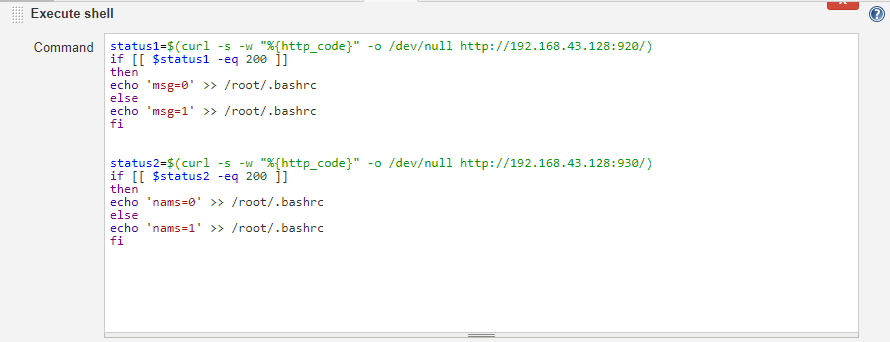 Execute shell
Command
status1=$(curl -s -w "%{http_code}" -o /dev/null http://192.168.43.128:920/)
if [[ $status1 -eq 200 ]]
then
echo 'msg=0' >> /root/.bashrc
else
echo 'msg=1' >> /root/.bashrc
fi
status2=$(curl -s -w "%{http_code}" -o /dev/null http://192.168.43.128:930/)
if [[ $status2 -eq 200 ]]
then
echo 'nams=0' >> /root/.bashrc
else
echo 'nams=1' >> /root/.bashrc
fi